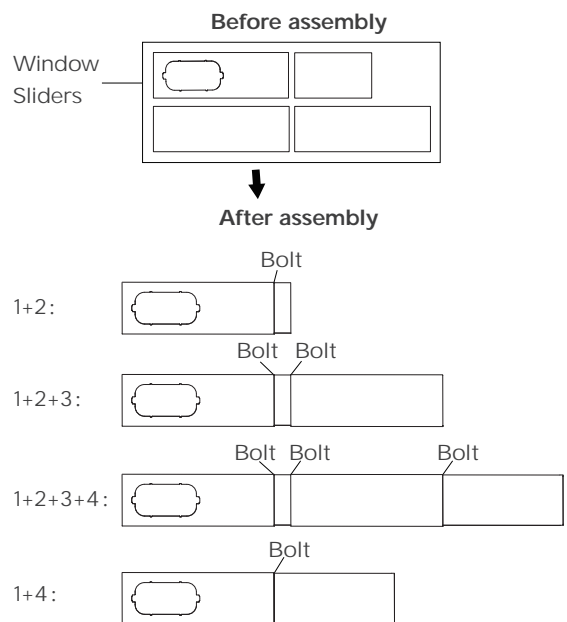 Before assembly
Window
Sliders
After assembly
Bolt
1+2:
Bolt Bolt
1+2+3:
Bolt Bolt Bolt
1+2+3+4:
Bolt
1+4: